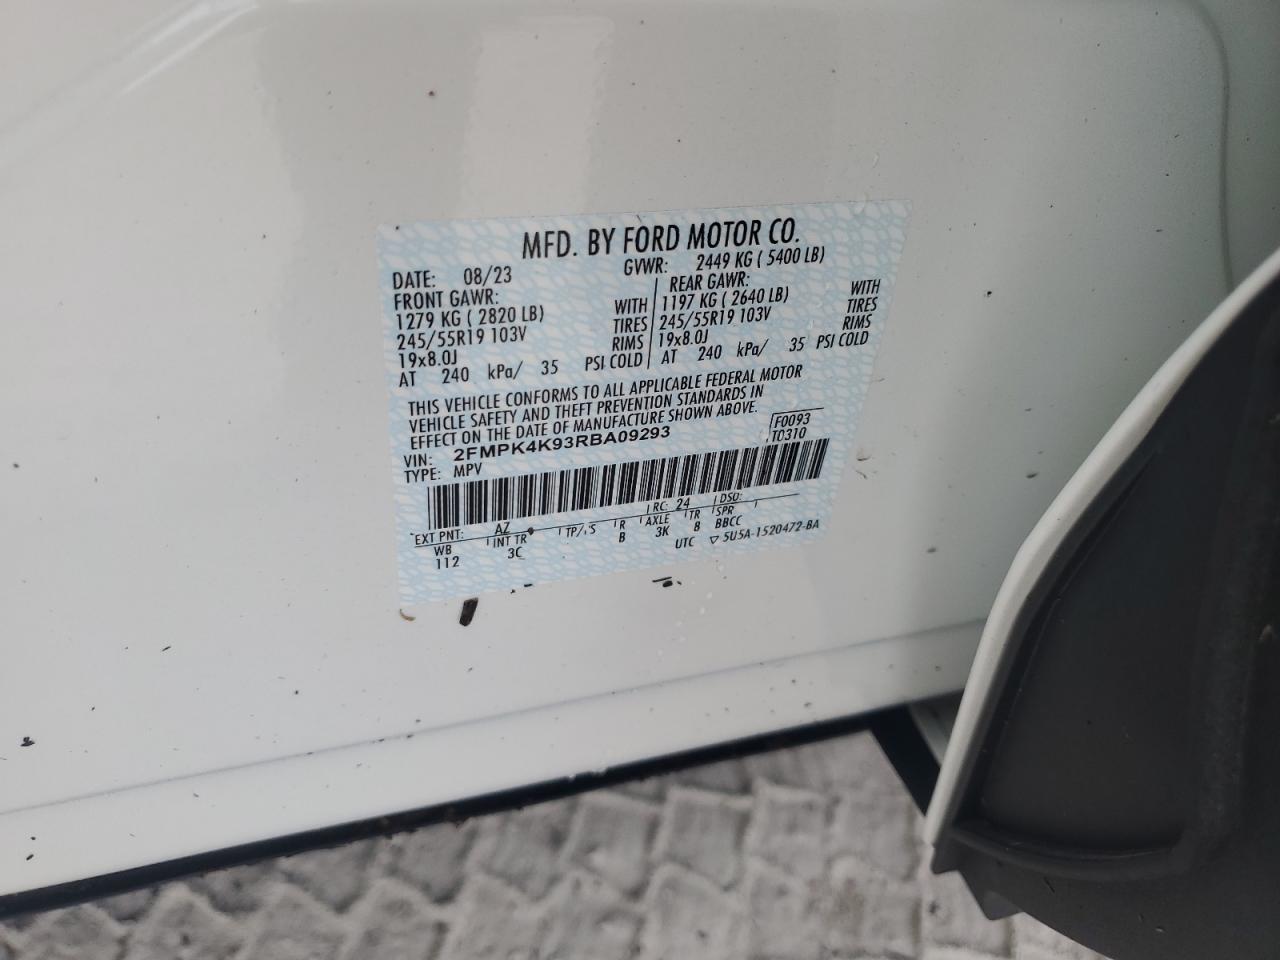 MFD. BY FORD MOTOR CO.
DATE: 08/23 GVWR: 2449 KG ( 5400 LB)
FRONT GAWR: REAR GAWR:
1279 KG ( 2820 LB) WITH 1197 KG ( 2640 LB) WITH
245/55R19 103V TIRES 245/55R19 103V TIRES
19x8.0J RIMS 19x8.0J RIMS
AT 240 kPa/ 35 PSI COLD AT 240 kPa/ 35 PSI COLD
THIS VEHICLE CONFORMS TO ALL APPLICABLE FEDERAL MOTOR
VEHICLE SAFETY AND THEFT PREVENTION STANDARDS IN
EFFECT ON THE DATE OF MANUFACTURE SHOWN ABOVE.
VIN: 2FMPK4K93RBA09293 F0093
TYPE: MPV T0310
EXT PNT: AZ RC: 24 DSO:
WB INT TR TP/PS R AXLE TR SPR
112 3C B 3K 8 BBCC
UTC ▽ 5U5A-1520472-BA